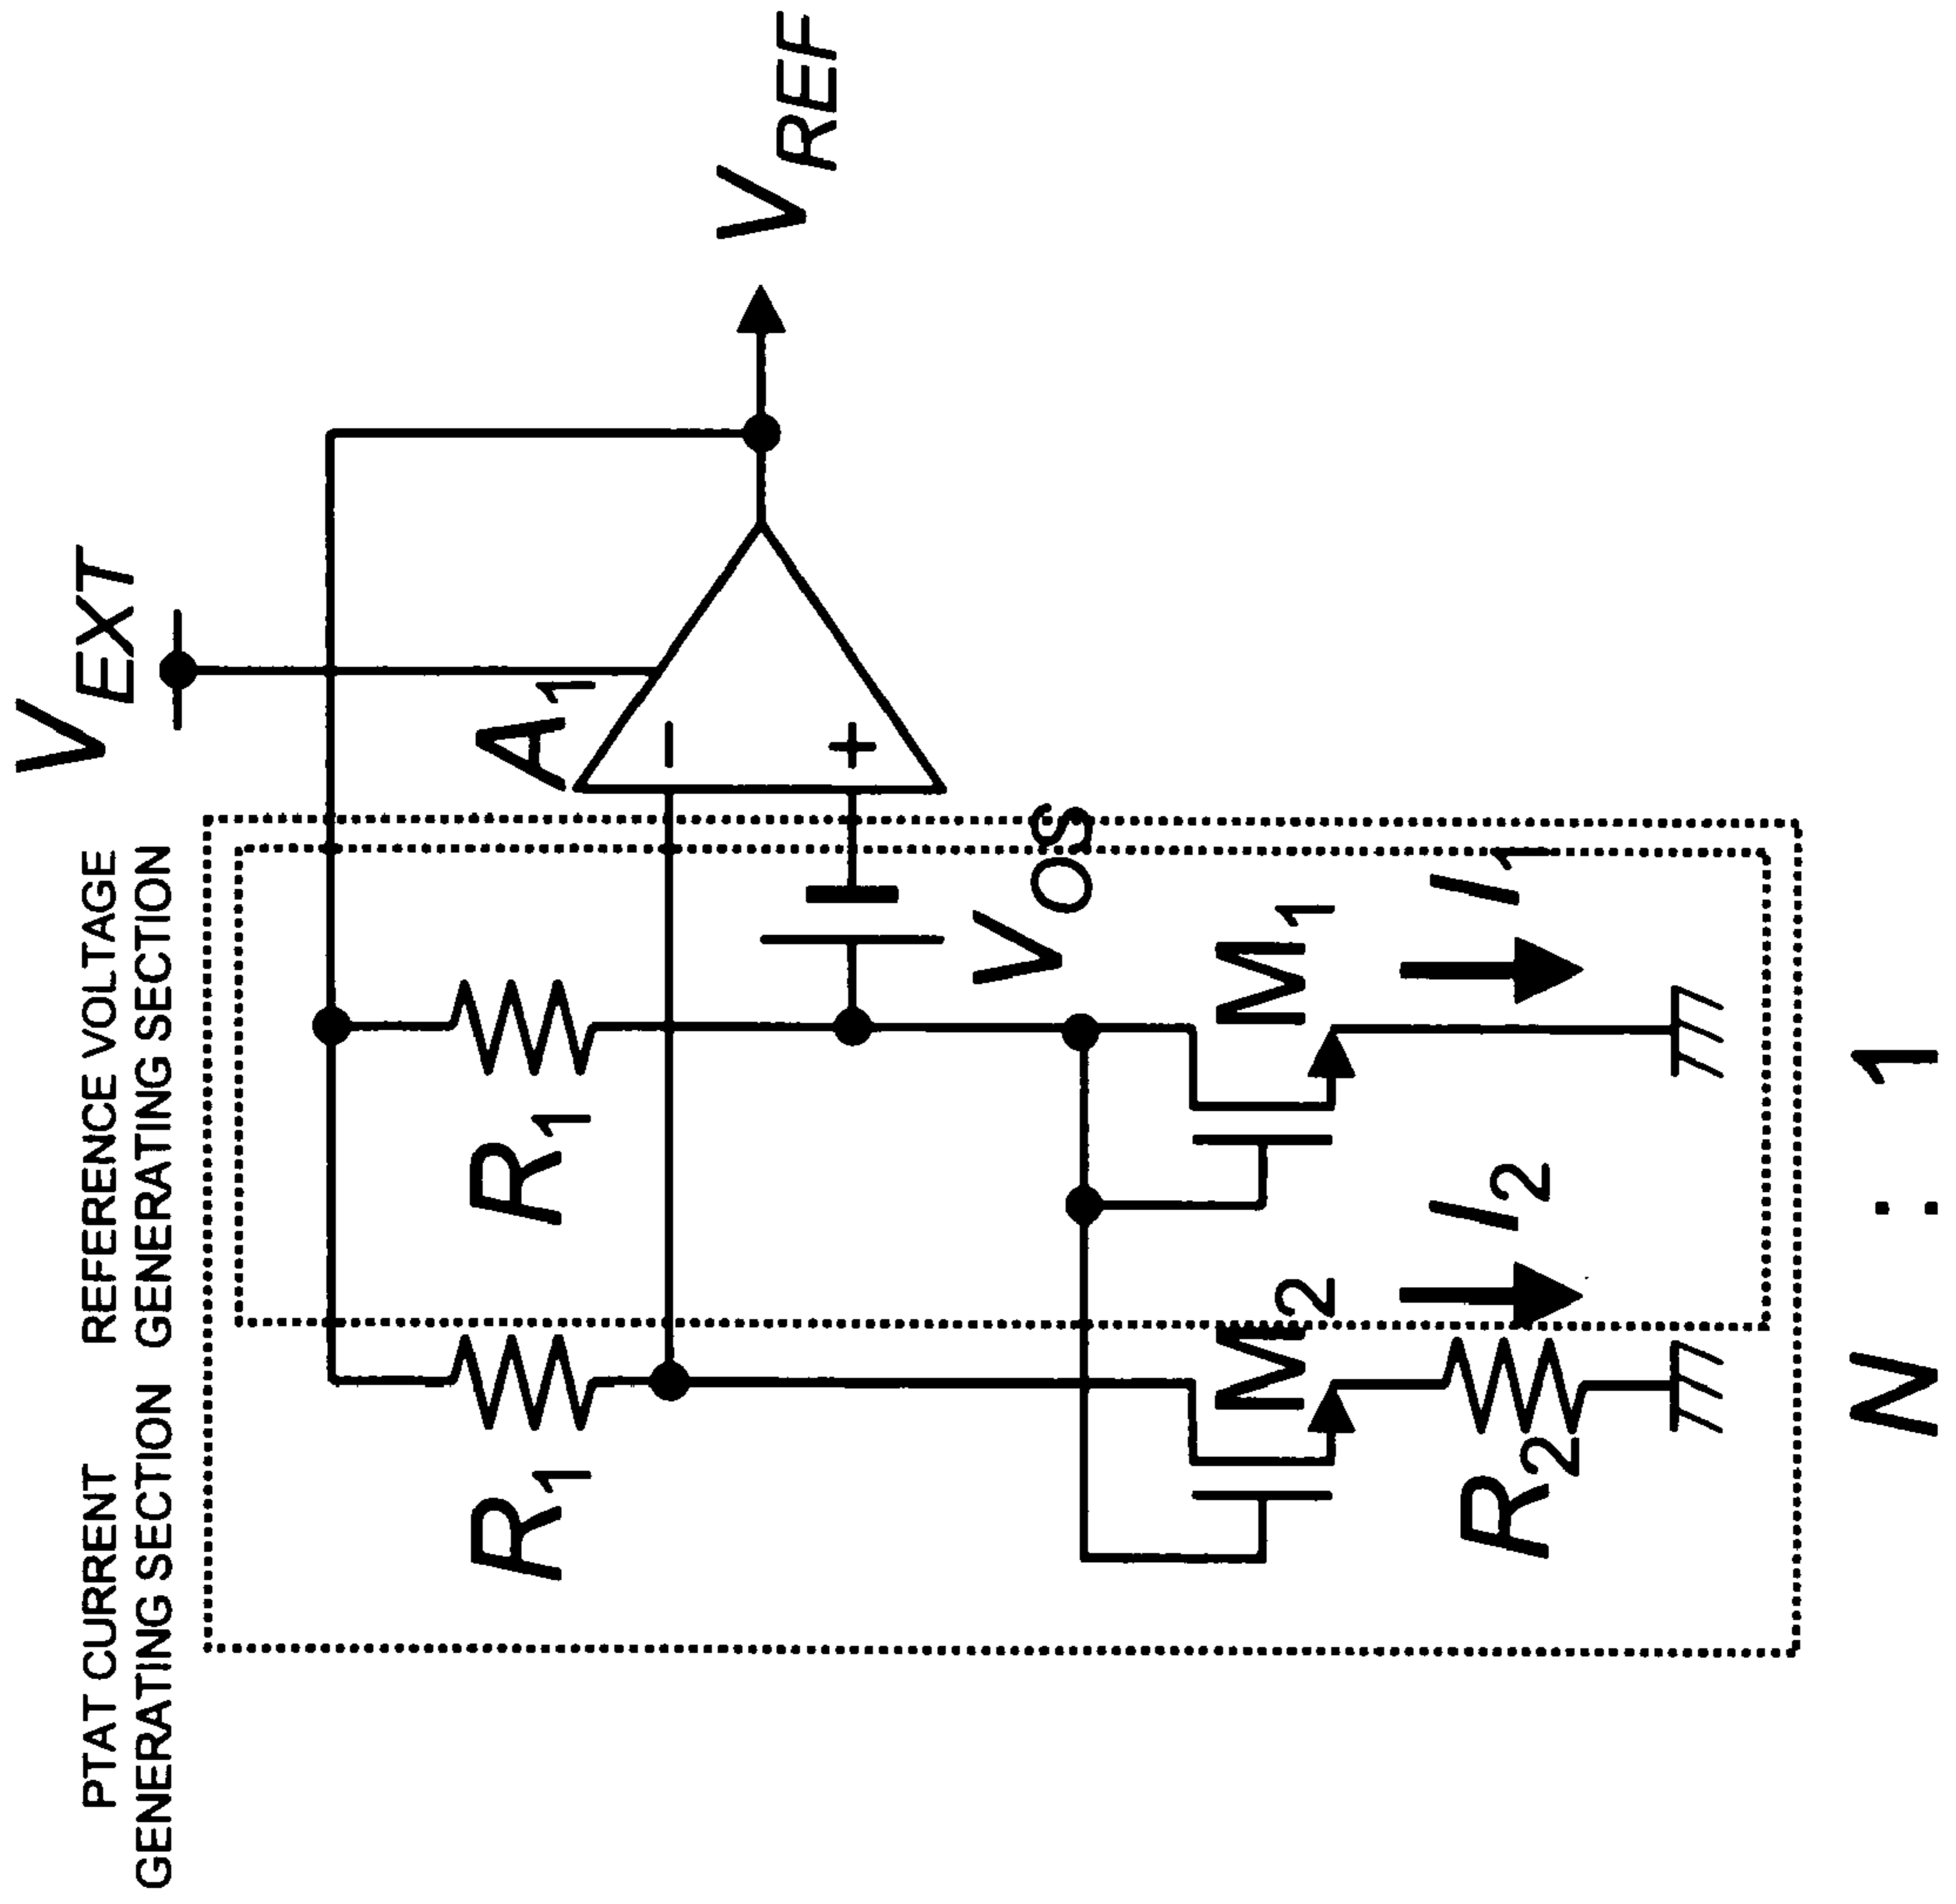 V_EXT
PTAT CURRENT
GENERATING SECTION
REFERENCE VOLTAGE
GENERATING SECTION
V_REF
A_1
−
+
R_1
R_1
V_OS
M_2
M_1
I_2
I_1
R_2
N : 1